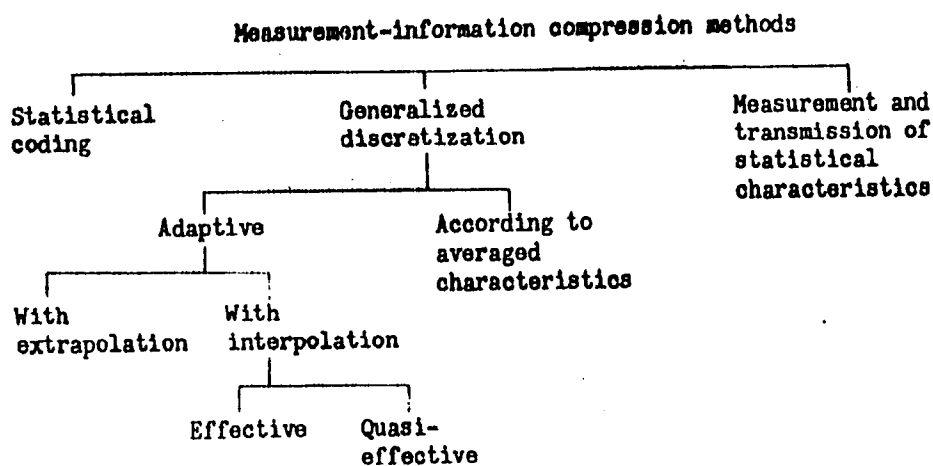 Measurement-information compression methods
Statistical
coding
Generalized
discretization
Measurement and
transmission of
statistical
characteristics
Adaptive
According to
averaged
characteristics
With
extrapolation
With
interpolation
Effective
Quasi-
effective